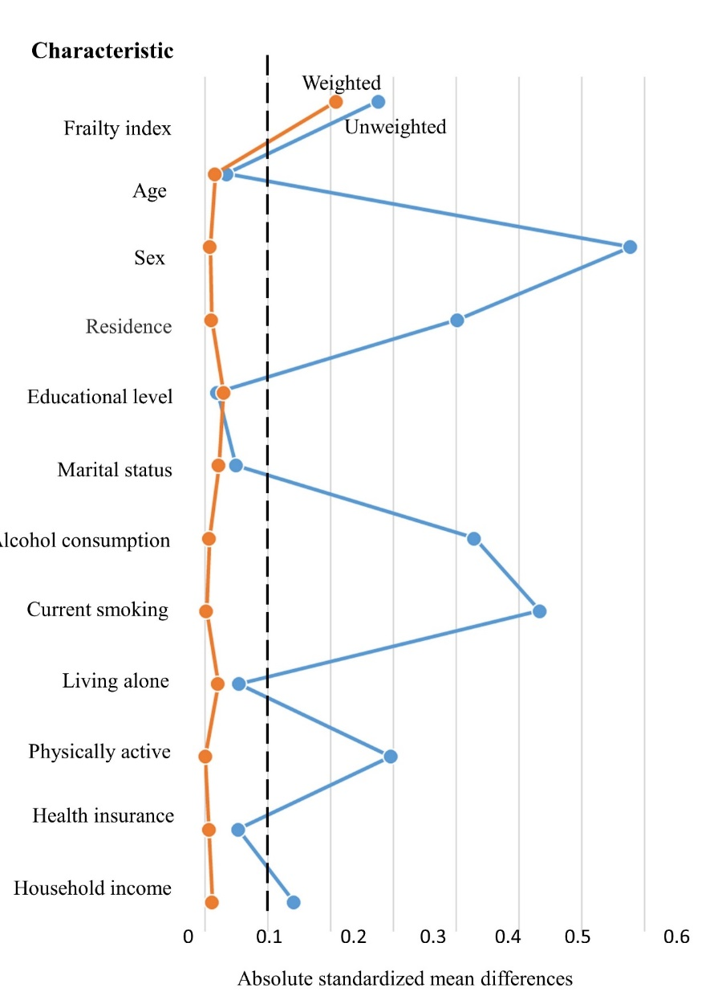 Characteristic
Weighted
Unweighted
Frailty index
Age
Sex
Residence
Educational level
Marital status
Alcohol consumption
Current smoking
Living alone
Physically active
Health insurance
Household income
0 0.1 0.2 0.3 0.4 0.5 0.6
Absolute standardized mean differences